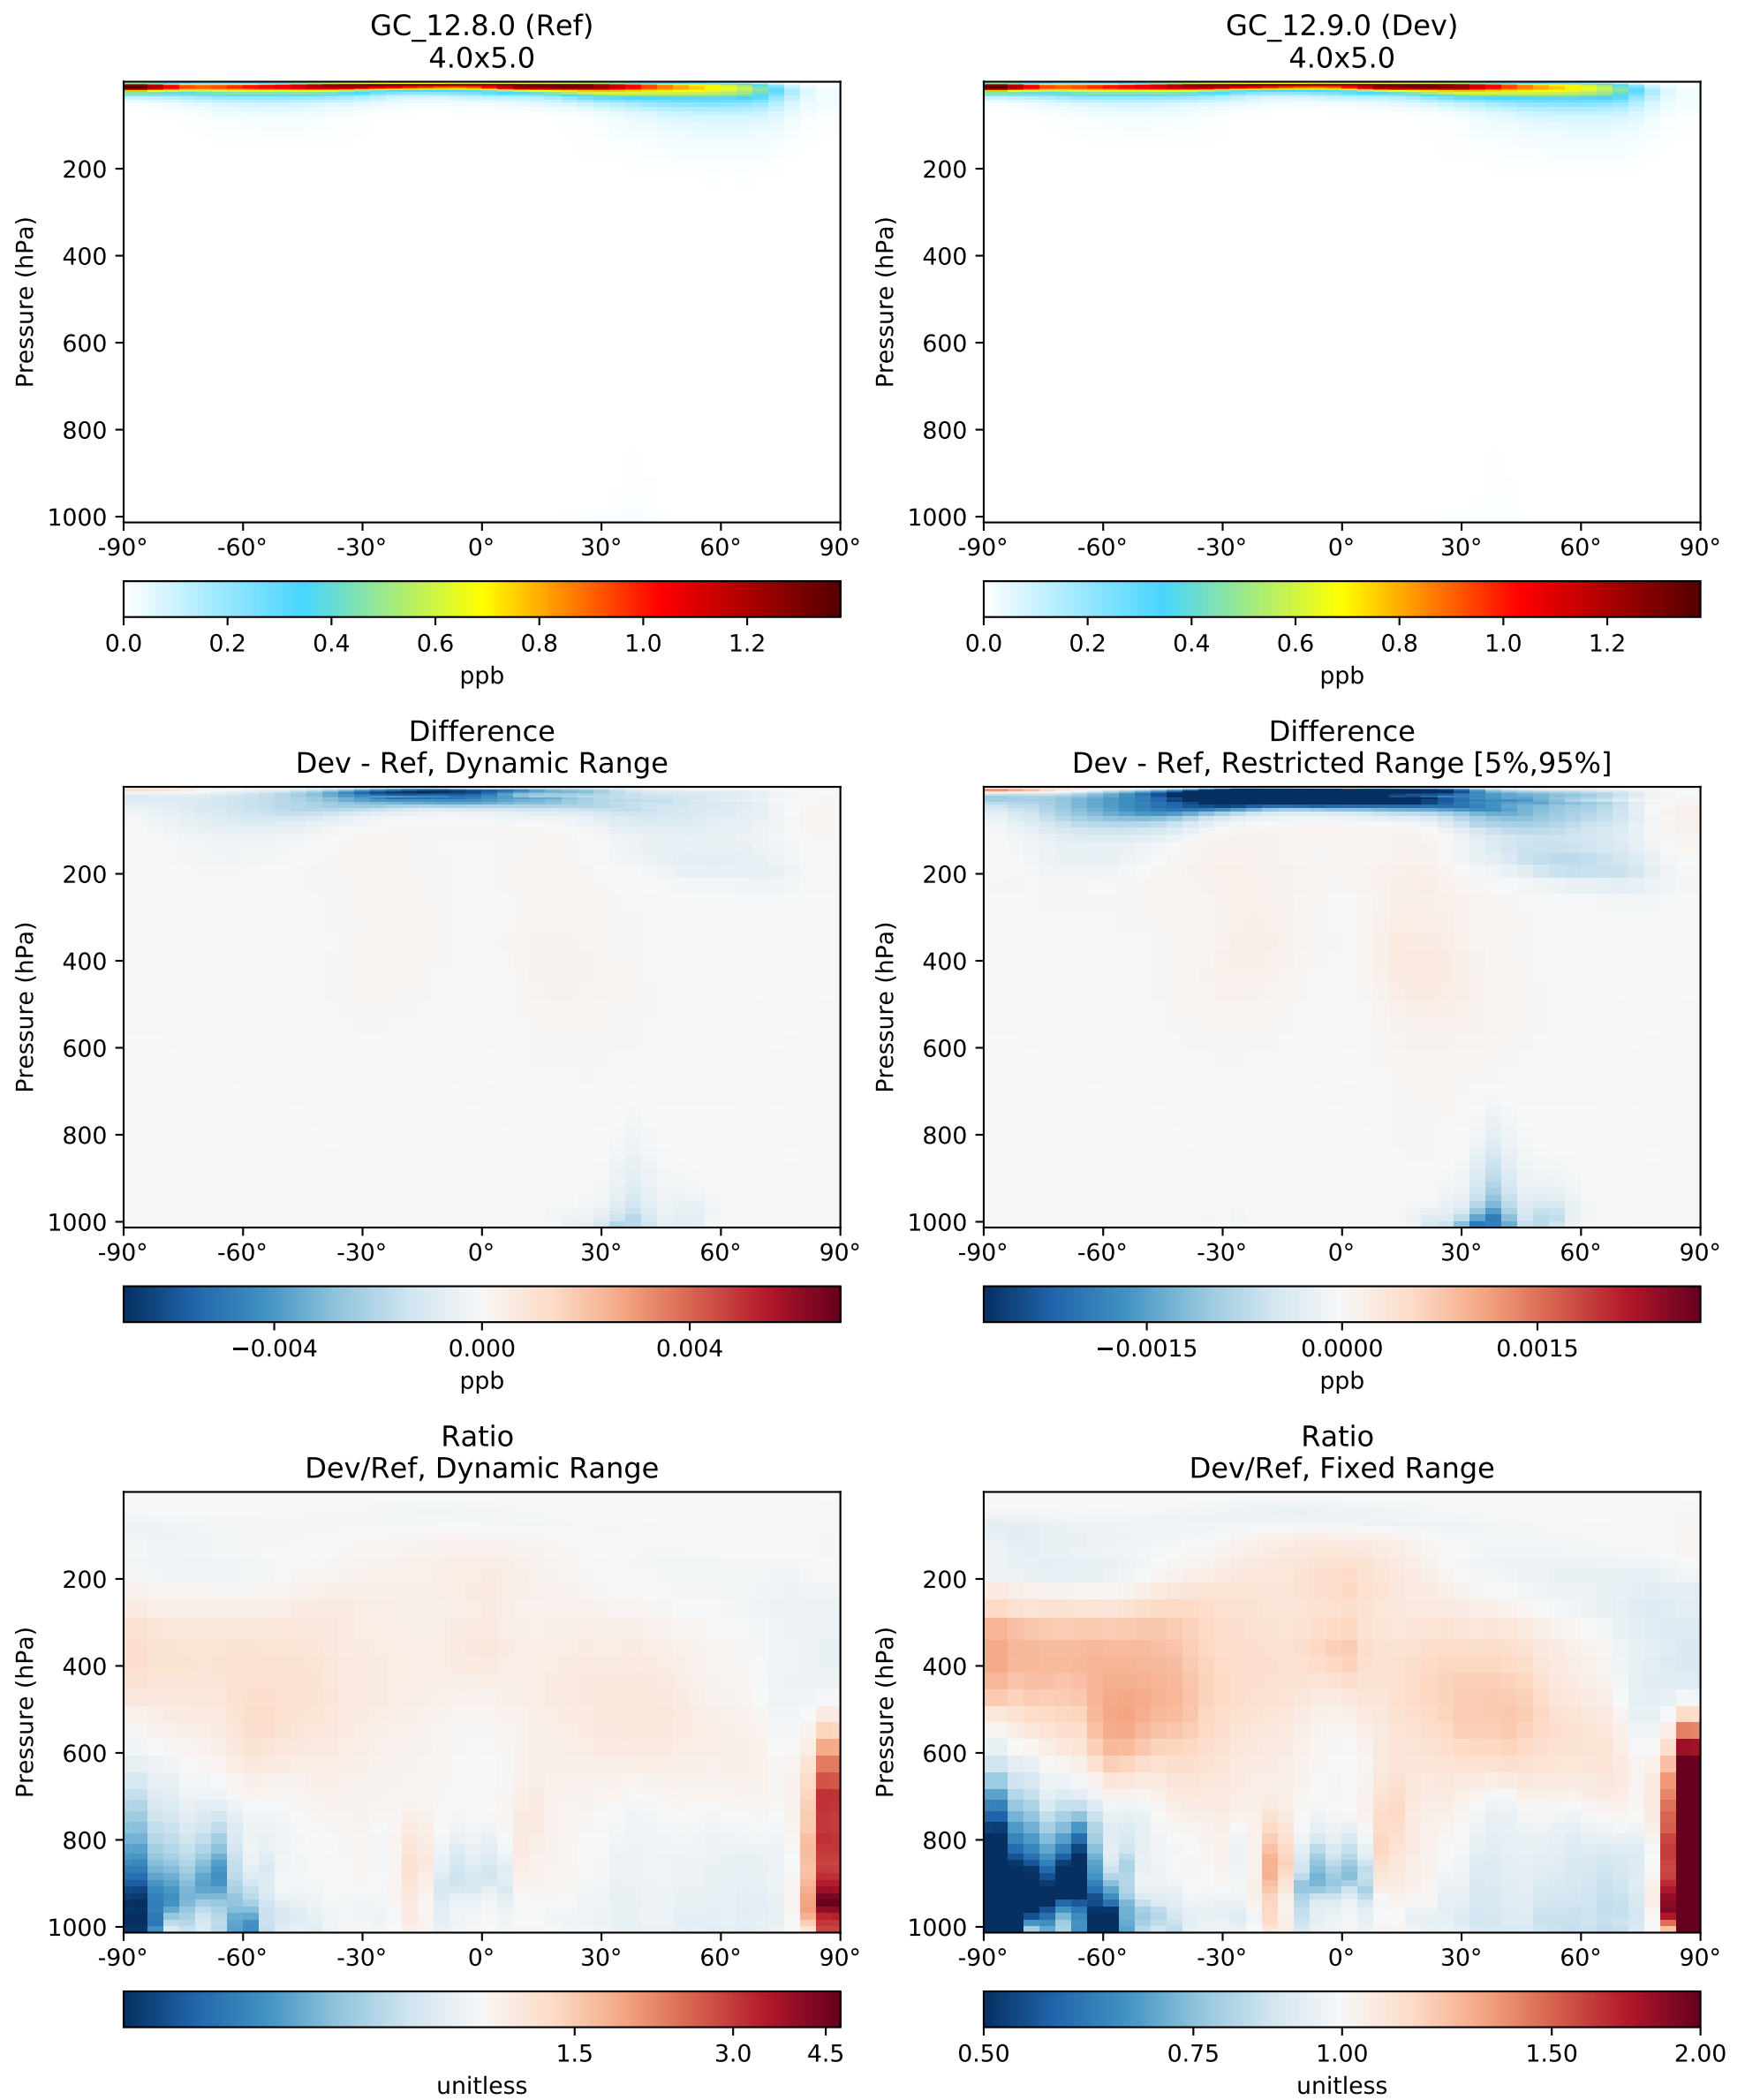 GC_12.8.0 (Ref)
4.0x5.0
Pressure (hPa)
200
400
600
800
1000
-90° -60° -30° 0° 30° 60° 90°
0.0 0.2 0.4 0.6 0.8 1.0 1.2
ppb
GC_12.9.0 (Dev)
4.0x5.0
Pressure (hPa)
200
400
600
800
1000
-90° -60° -30° 0° 30° 60° 90°
0.0 0.2 0.4 0.6 0.8 1.0 1.2
ppb
Difference
Dev - Ref, Dynamic Range
Pressure (hPa)
200
400
600
800
1000
-90° -60° -30° 0° 30° 60° 90°
−0.004 0.000 0.004
ppb
Difference
Dev - Ref, Restricted Range [5%,95%]
Pressure (hPa)
200
400
600
800
1000
-90° -60° -30° 0° 30° 60° 90°
−0.0015 0.0000 0.0015
ppb
Ratio
Dev/Ref, Dynamic Range
Pressure (hPa)
200
400
600
800
1000
-90° -60° -30° 0° 30° 60° 90°
1.5 3.0 4.5
unitless
Ratio
Dev/Ref, Fixed Range
Pressure (hPa)
200
400
600
800
1000
-90° -60° -30° 0° 30° 60° 90°
0.50 0.75 1.00 1.50 2.00
unitless